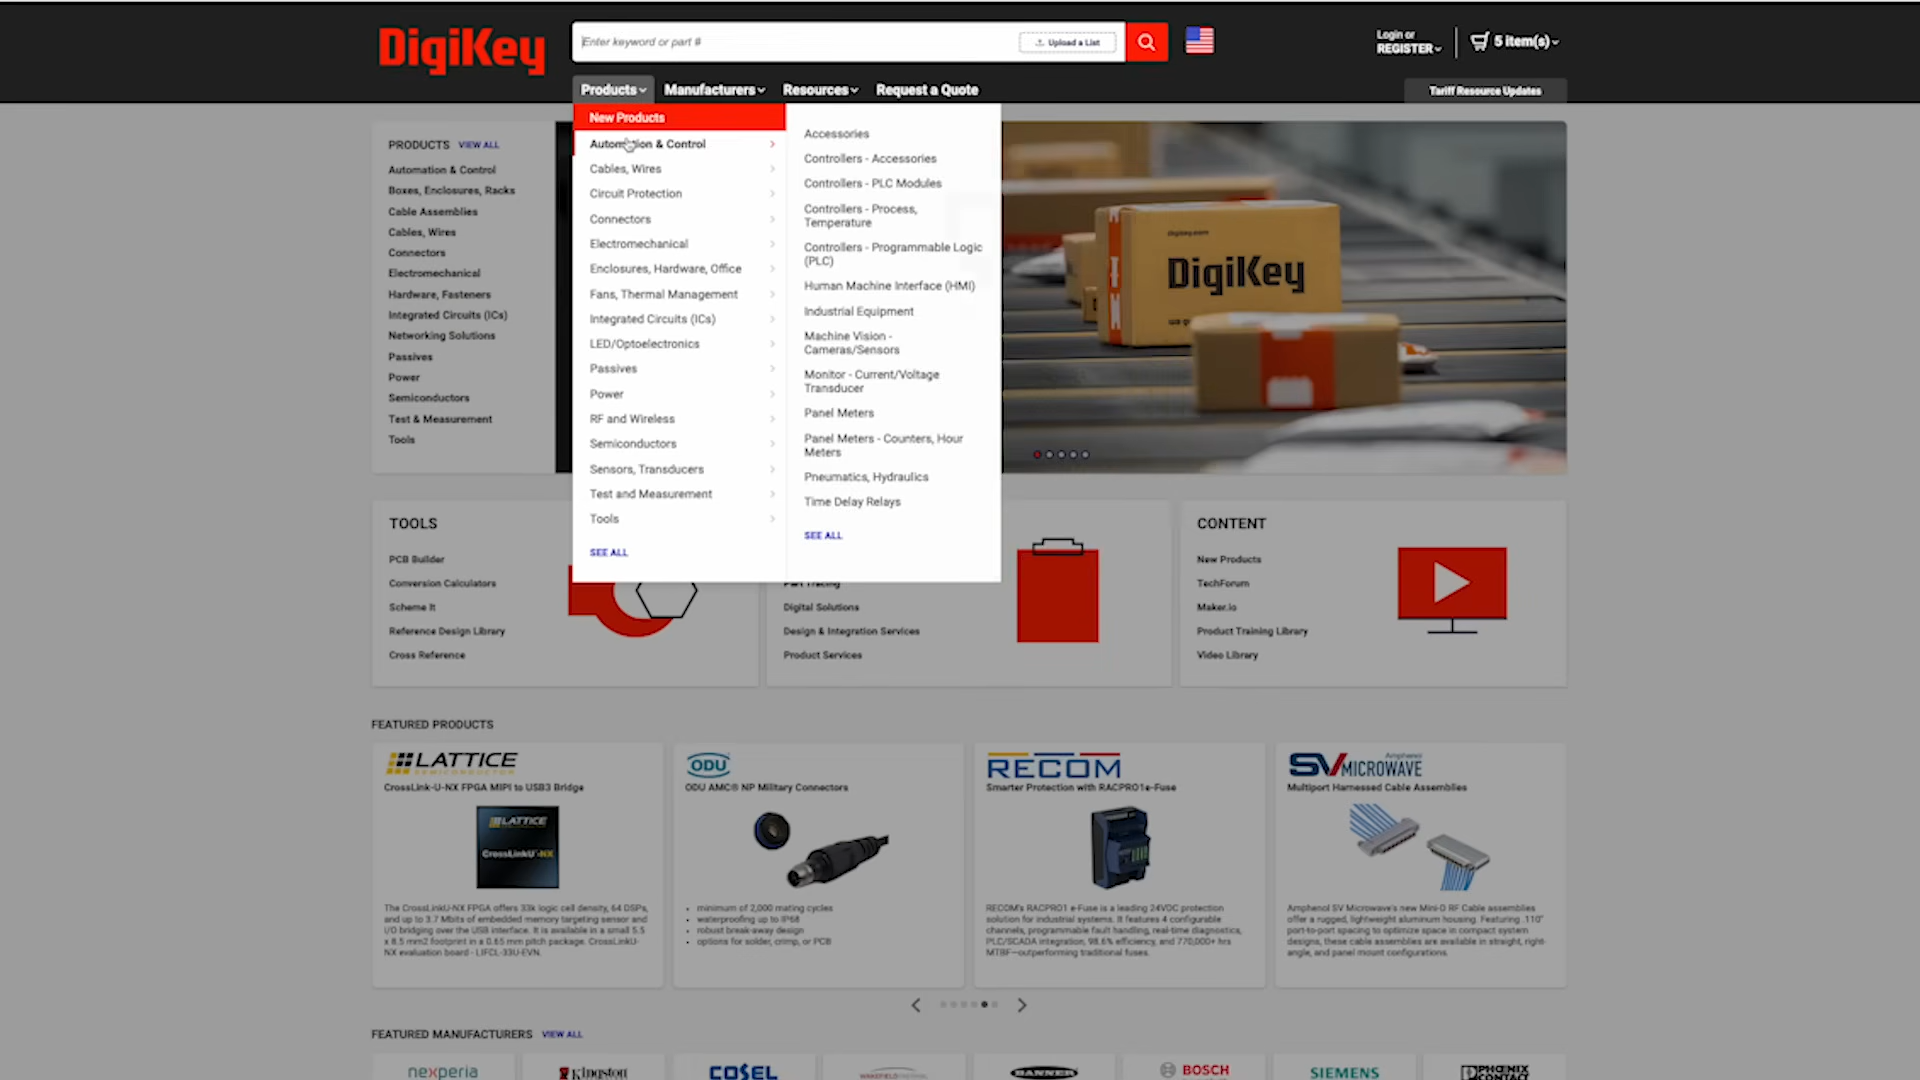 DigiKey
Enter keyword or part #
Upload a List
Login or
REGISTER
5 item(s)
Products
Manufacturers
Resources
Request a Quote
Tariff Resource Updates
New Products
Automation & Control
Cables, Wires
Circuit Protection
Connectors
Electromechanical
Enclosures, Hardware, Office
Fans, Thermal Management
Integrated Circuits (ICs)
LED/Optoelectronics
Passives
Power
RF and Wireless
Semiconductors
Sensors, Transducers
Test and Measurement
Tools
SEE ALL
Accessories
Controllers - Accessories
Controllers - PLC Modules
Controllers - Process,
Temperature
Controllers - Programmable Logic
(PLC)
Human Machine Interface (HMI)
Industrial Equipment
Machine Vision -
Cameras/Sensors
Monitor - Current/Voltage
Transducer
Panel Meters
Panel Meters - Counters, Hour
Meters
Pneumatics, Hydraulics
Time Delay Relays
SEE ALL
PRODUCTS VIEW ALL
Automation & Control
Boxes, Enclosures, Racks
Cable Assemblies
Cables, Wires
Connectors
Electromechanical
Hardware, Fasteners
Integrated Circuits (ICs)
Networking Solutions
Passives
Power
Semiconductors
Test & Measurement
Tools
digikey.com
DigiKey
TOOLS
PCB Builder
Conversion Calculators
Scheme It
Reference Design Library
Cross Reference
Part Tracing
Digital Solutions
Design & Integration Services
Product Services
CONTENT
New Products
TechForum
Maker.io
Product Training Library
Video Library
FEATURED PRODUCTS
LATTICE
SEMICONDUCTOR
CrossLink-U-NX FPGA MIPI to USB3 Bridge
LATTICE
CrossLinkU-NX
The CrossLinkU-NX FPGA offers 33k logic cell density, 64 DSPs,
and up to 3.7 Mbits of embedded memory targeting sensor and
I/O bridging over the USB interface. It is available in a small 5.5
x 8.5 mm2 footprint in a 0.65 mm pitch package. CrossLinkU-
NX evaluation board - LIFCL-33U-EVN.
ODU
ODU AMC® NP Military Connectors
• minimum of 2,000 mating cycles
• waterproofing up to IP68
• robust break-away design
• options for solder, crimp, or PCB
RECOM
Smarter Protection with RACPRO1e-Fuse
RECOM's RACPRO1 e-Fuse is a leading 24VDC protection
solution for industrial systems. It features 4 configurable
channels, programmable fault handling, real-time diagnostics,
PLC/SCADA integration, 98.6% efficiency, and 770,000+ hrs
MTBF—outperforming traditional fuses.
Amphenol
SV MICROWAVE
Multiport Harnessed Cable Assemblies
Amphenol SV Microwave's new Mini-D RF Cable assemblies
offer a rugged, lightweight aluminum housing. Featuring .110"
port-to-port spacing to optimize space in compact system
designs, these cable assemblies are available in straight, right-
angle, and panel mount configurations.
FEATURED MANUFACTURERS VIEW ALL
nexperia
Kingston
COSEL
WAKEFIELD THERMAL
BANNER
BOSCH
SIEMENS
PHOENIX
CONTACT